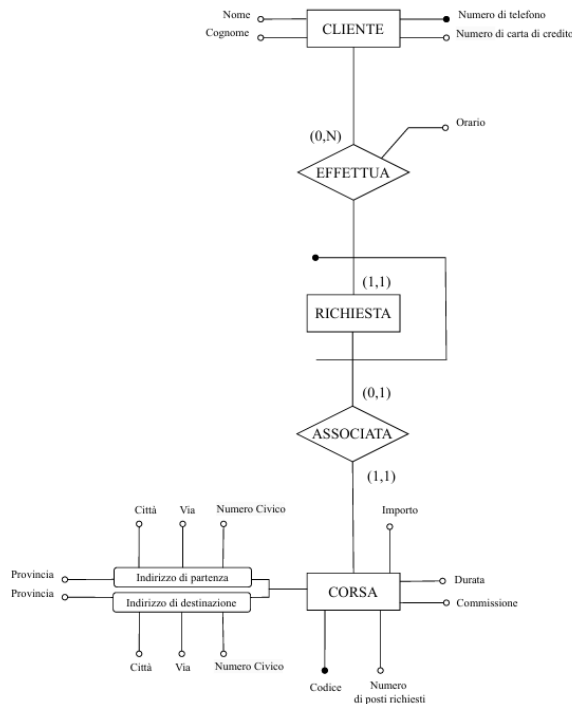 Nome
Numero di telefono
CLIENTE
Cognome
Numero di carta di credito
Orario
(0,N)
EFFETTUA
(1,1)
RICHIESTA
(0,1)
ASSOCIATA
(1,1)
Importo
Città
Via
Numero Civico
Provincia
Indirizzo di partenza
Durata
Provincia
Indirizzo di destinazione
CORSA
Commissione
Città
Via
Numero Civico
Codice
Numero
di posti richiesti